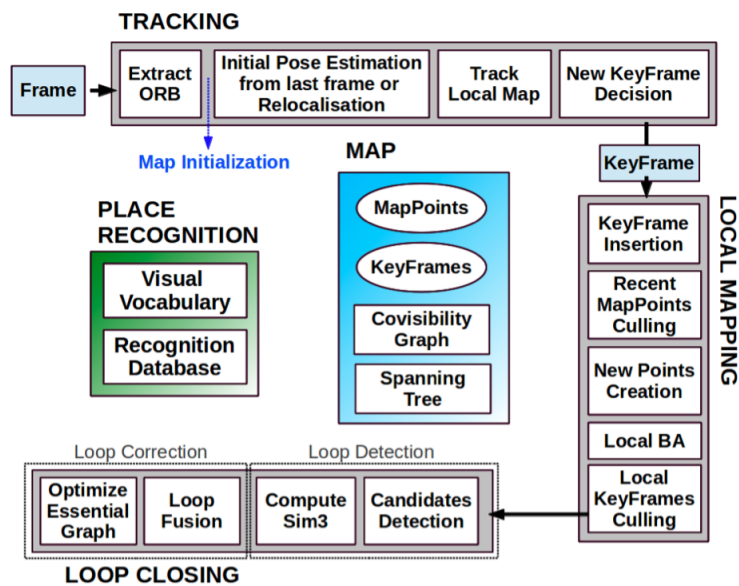 TRACKING
Frame
Extract
ORB
Initial Pose Estimation
from last frame or
Relocalisation
Track
Local Map
New KeyFrame
Decision
Map Initialization
MAP
KeyFrame
MapPoints
KeyFrames
Covisibility
Graph
Spanning
Tree
PLACE
RECOGNITION
Visual
Vocabulary
Recognition
Database
LOCAL MAPPING
KeyFrame
Insertion
Recent
MapPoints
Culling
New Points
Creation
Local BA
Local
KeyFrames
Culling
Loop Correction
Loop Detection
Optimize
Essential
Graph
Loop
Fusion
Compute
Sim3
Candidates
Detection
LOOP CLOSING